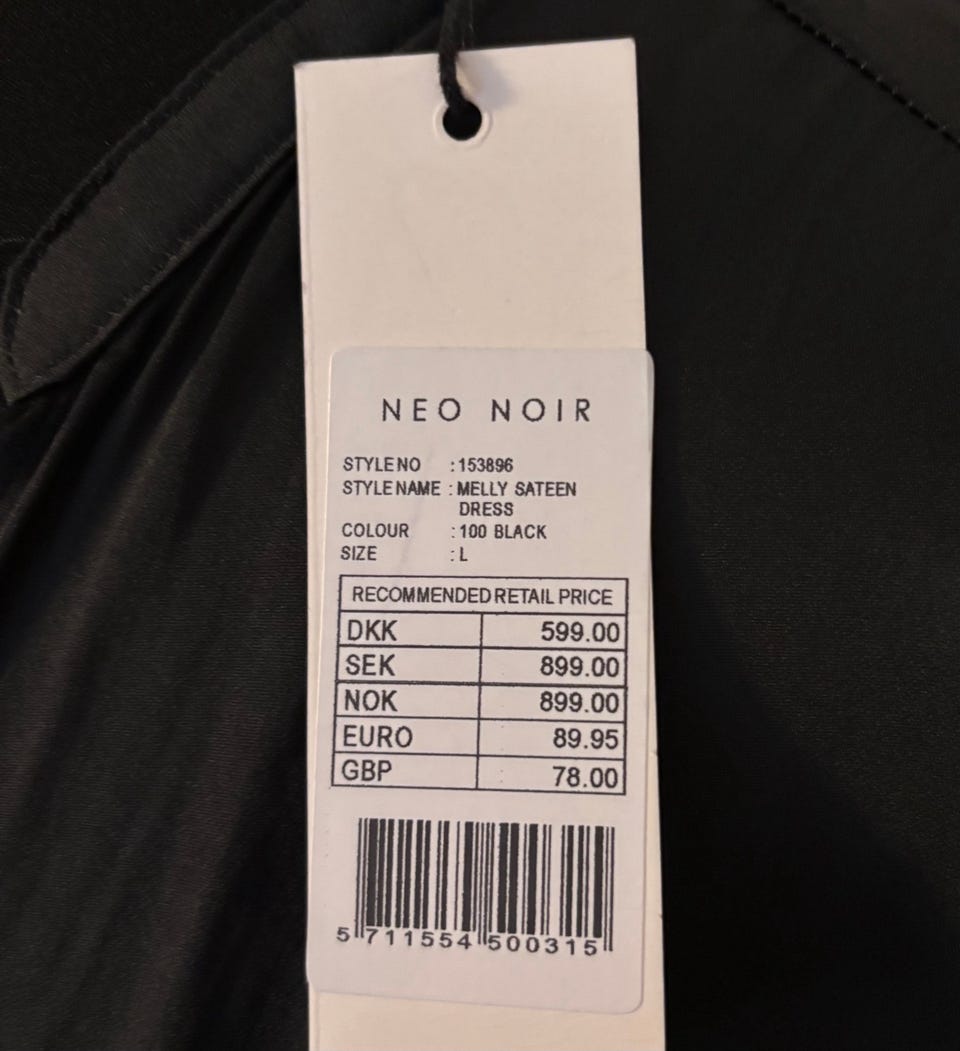 NEO NOIR
STYLE NO : 153896
STYLE NAME : MELLY SATEEN
DRESS
COLOUR : 100 BLACK
SIZE : L
RECOMMENDED RETAIL PRICE
DKK 599.00
SEK 899.00
NOK 899.00
EURO 89.95
GBP 78.00
5 711554 500315